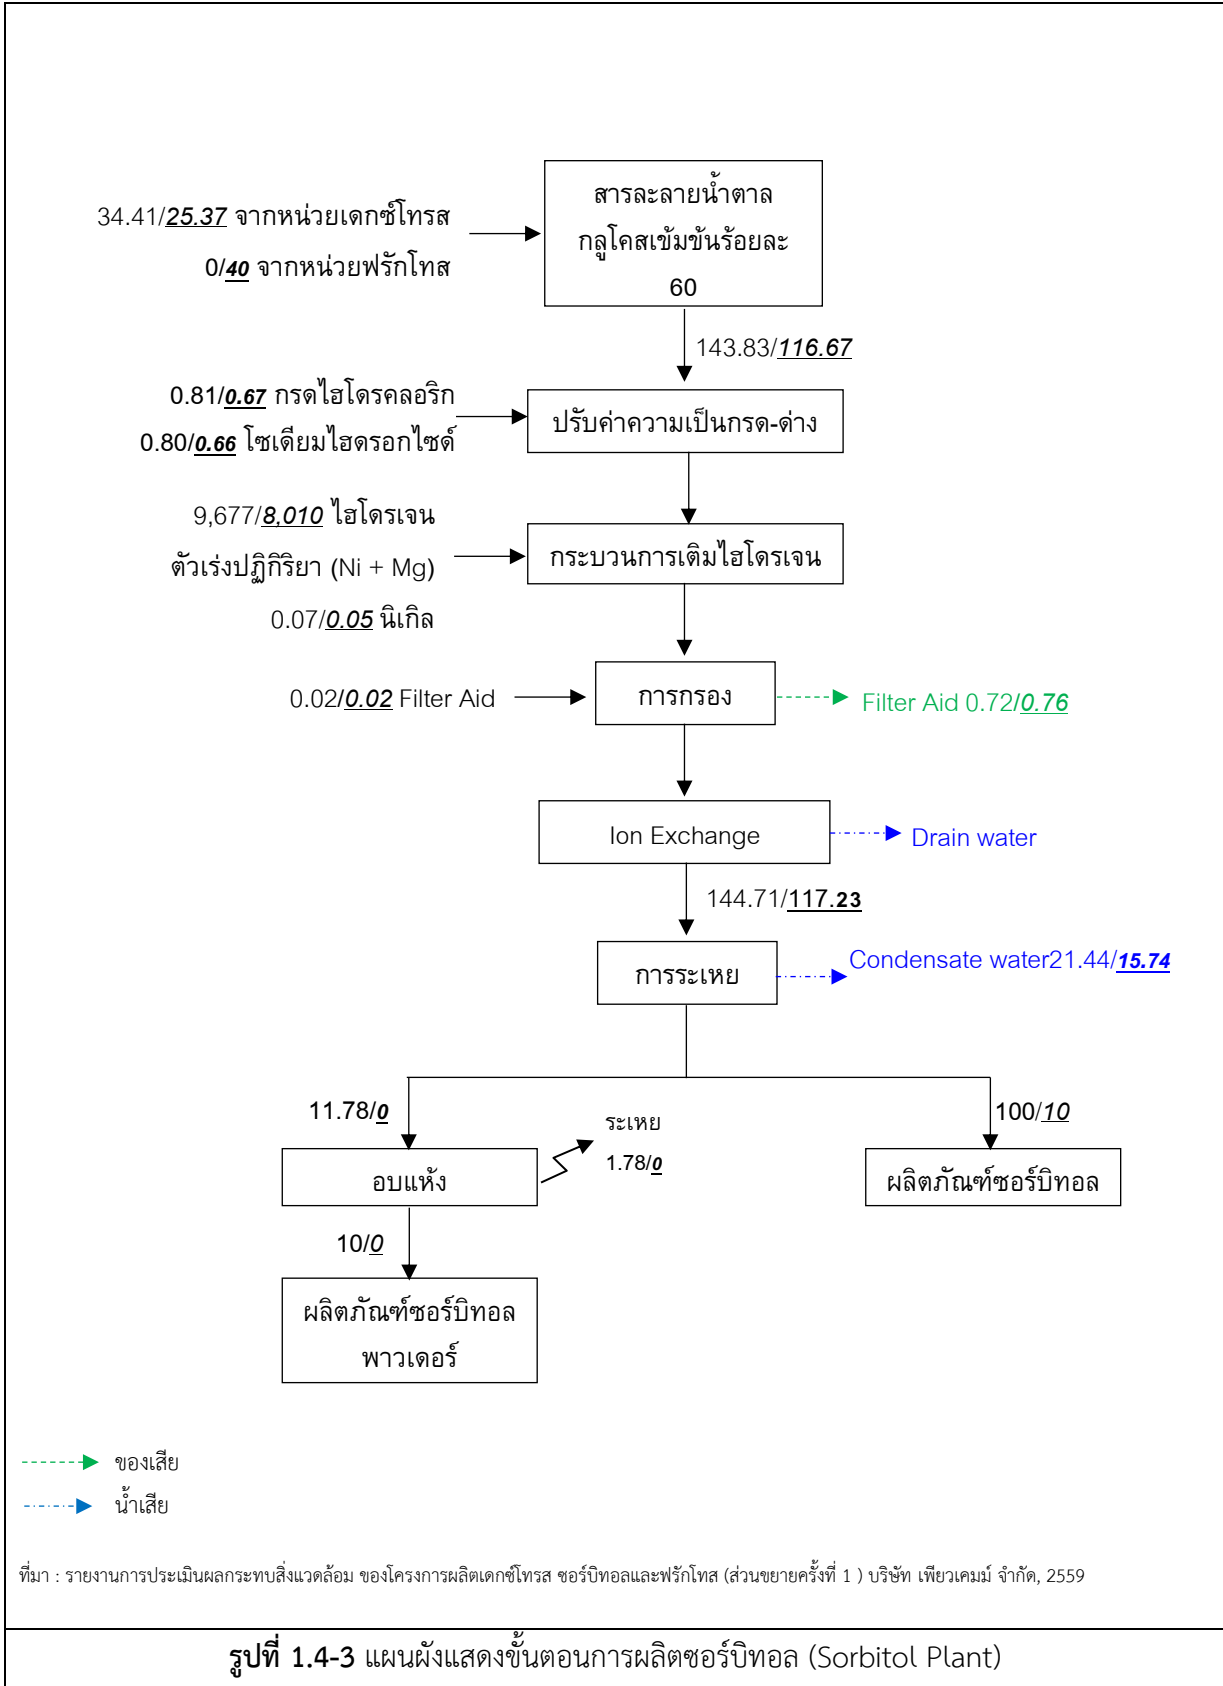 34.41/25.37 จากหน่วยเดกซ์โทรส
0/40 จากหน่วยฟรักโทส
สารละลายน้ำตาล
กลูโคสเข้มข้นร้อยละ
60
143.83/116.67
0.81/0.67 กรดไฮโดรคลอริก
0.80/0.66 โซเดียมไฮดรอกไซด์
ปรับค่าความเป็นกรด-ด่าง
9,677/8,010 ไฮโดรเจน
ตัวเร่งปฏิกิริยา (Ni + Mg)
0.07/0.05 นิเกิล
กระบวนการเติมไฮโดรเจน
0.02/0.02 Filter Aid
การกรอง
Filter Aid 0.72/0.76
Ion Exchange
Drain water
144.71/117.23
การระเหย
Condensate water21.44/15.74
11.78/0
ระเหย
1.78/0
100/10
อบแห้ง
ผลิตภัณฑ์ซอร์บิทอล
10/0
ผลิตภัณฑ์ซอร์บิทอล
พาวเดอร์
ของเสีย
น้ำเสีย
ที่มา : รายงานการประเมินผลกระทบสิ่งแวดล้อม ของโครงการผลิตเดกซ์โทรส ซอร์บิทอลและฟรักโทส (ส่วนขยายครั้งที่ 1 ) บริษัท เพียวเคมม์ จำกัด, 2559
รูปที่ 1.4-3 แผนผังแสดงขั้นตอนการผลิตซอร์บิทอล (Sorbitol Plant)